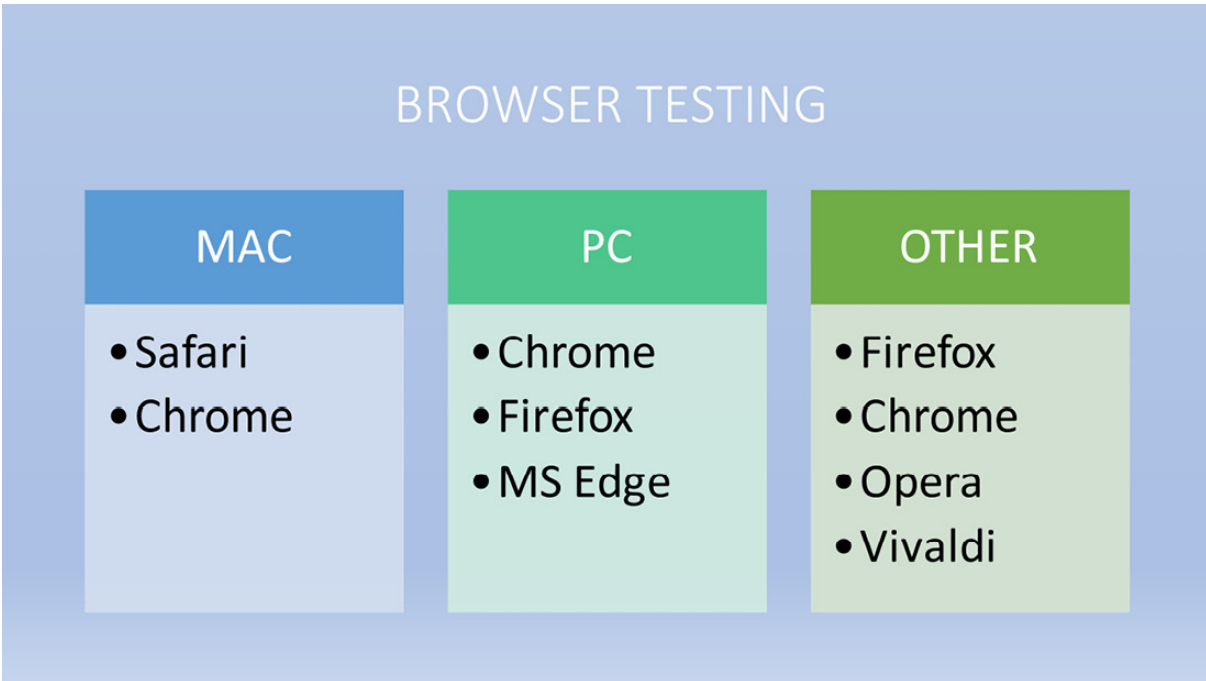 BROWSER TESTING
MAC
• Safari
• Chrome
PC
• Chrome
• Firefox
• MS Edge
OTHER
• Firefox
• Chrome
• Opera
• Vivaldi